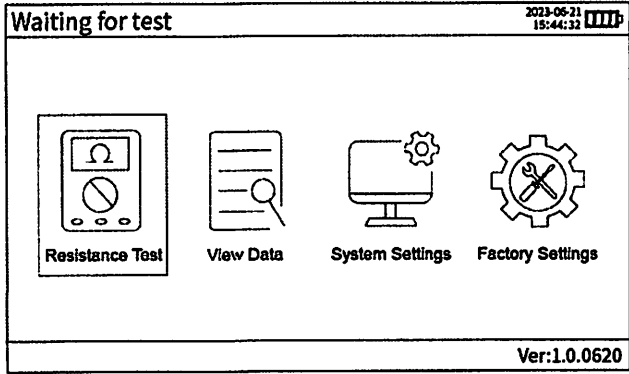 Waiting for test
2023-06-21
15:44:32
Ω
Resistance Test
View Data
System Settings
Factory Settings
Ver:1.0.0620